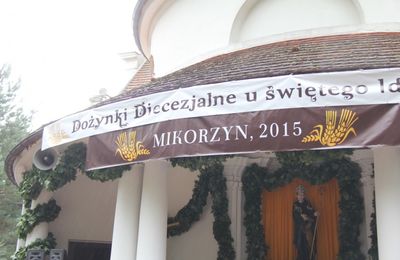 Dożynki Diecezjalne u świętego Id
MIKORZYN, 2015